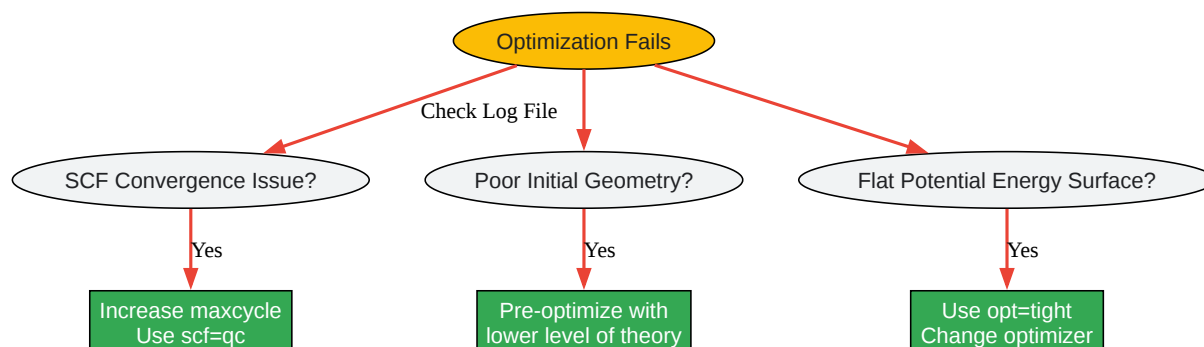 Optimization Fails
Check Log File
SCF Convergence Issue?
Poor Initial Geometry?
Flat Potential Energy Surface?
Yes
Yes
Yes
Increase maxcycle
Use scf=qc
Pre-optimize with
lower level of theory
Use opt=tight
Change optimizer